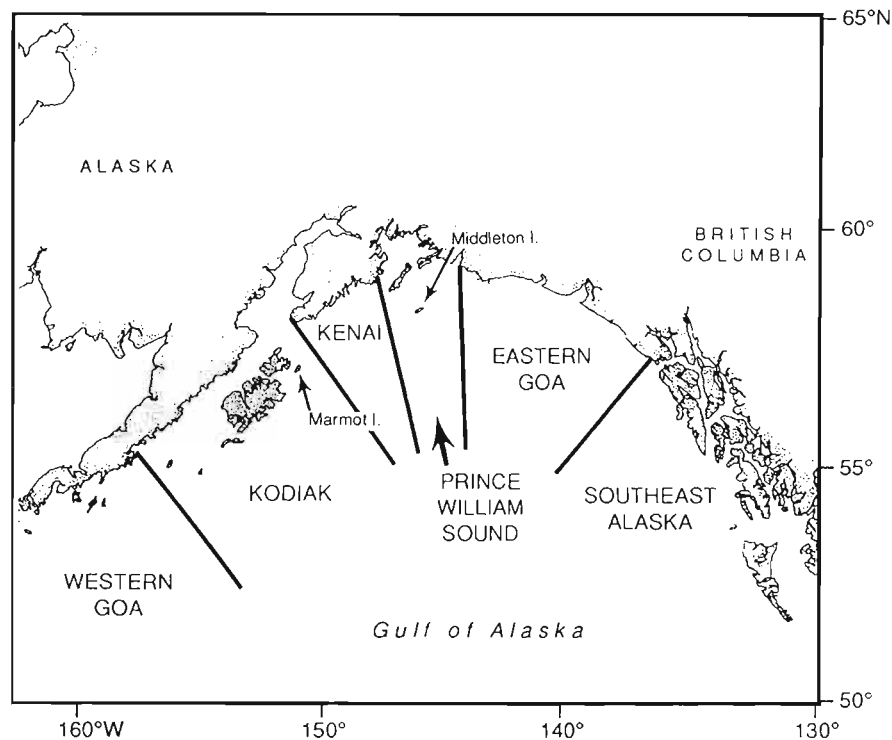 65°N
ALASKA
60°
Middleton I.
BRITISH
COLUMBIA
KENAI
EASTERN
GOA
Marmot I.
55°
KODIAK
PRINCE
WILLIAM
SOUND
SOUTHEAST
ALASKA
WESTERN
GOA
Gulf of Alaska
50°
160°W
150°
140°
130°